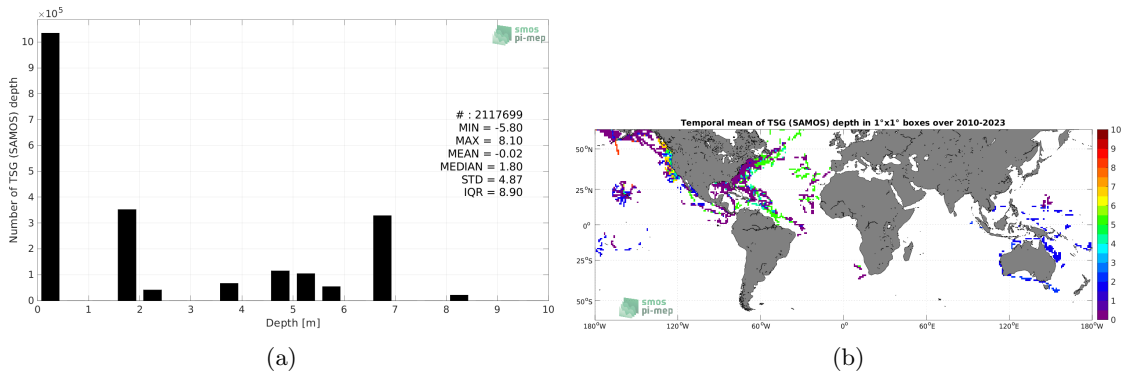 ×10⁵
10
9
8
7
6
5
4
3
2
1
0
Number of TSG (SAMOS) depth
smos
pi-mep
# : 2117699
MIN = -5.80
MAX = 8.10
MEAN = -0.02
MEDIAN = 1.80
STD = 4.87
IQR = 8.90
0 1 2 3 4 5 6 7 8 9 10
Depth [m]
(a)
Temporal mean of TSG (SAMOS) depth in 1°x1° boxes over 2010-2023
50°N
25°N
0°
25°S
50°S
smos
pi-mep
180°W 120°W 60°W 0° 60°E 120°E 180°W
10
9
8
7
6
5
4
3
2
1
0
(b)